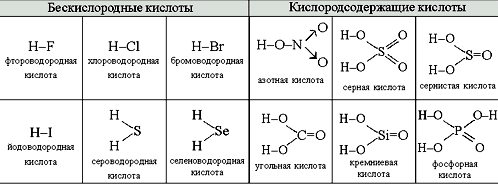 Бескислородные кислоты
Кислородсодержащие кислоты
H–F
фтороводородная
кислота
H–Cl
хлороводородная
кислота
H–Br
бромоводородная
кислота
H–O–N
O
O
азотная кислота
H–O
H–O
S
O
O
серная кислота
H–O
H–O
S=O
сернистая кислота
H–I
йодоводородная
кислота
H
S
H
сероводородная
кислота
H
Se
H
селеноводородная
кислота
H–O
C=O
H–O
угольная кислота
H–O
Si=O
H–O
кремниевая
кислота
H–O
O–H
P
H–O
O
фосфорная
кислота